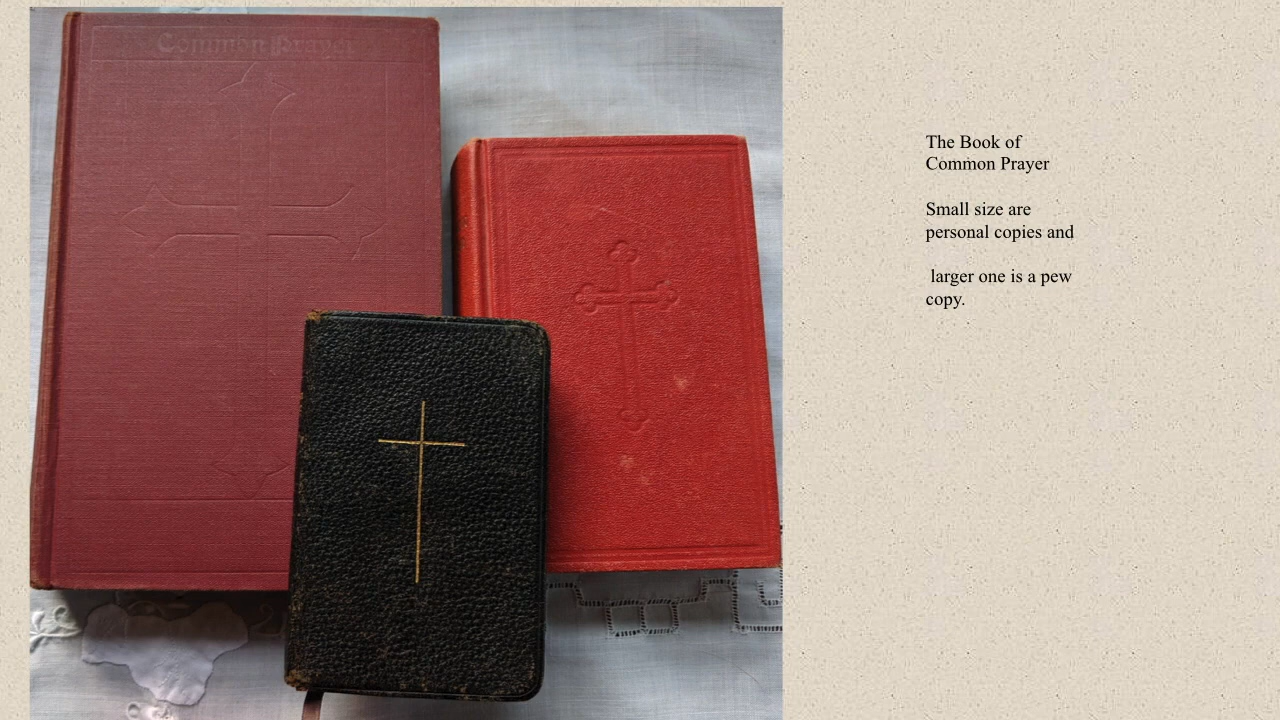 Common Prayer
The Book of
Common Prayer
Small size are
personal copies and
larger one is a pew
copy.